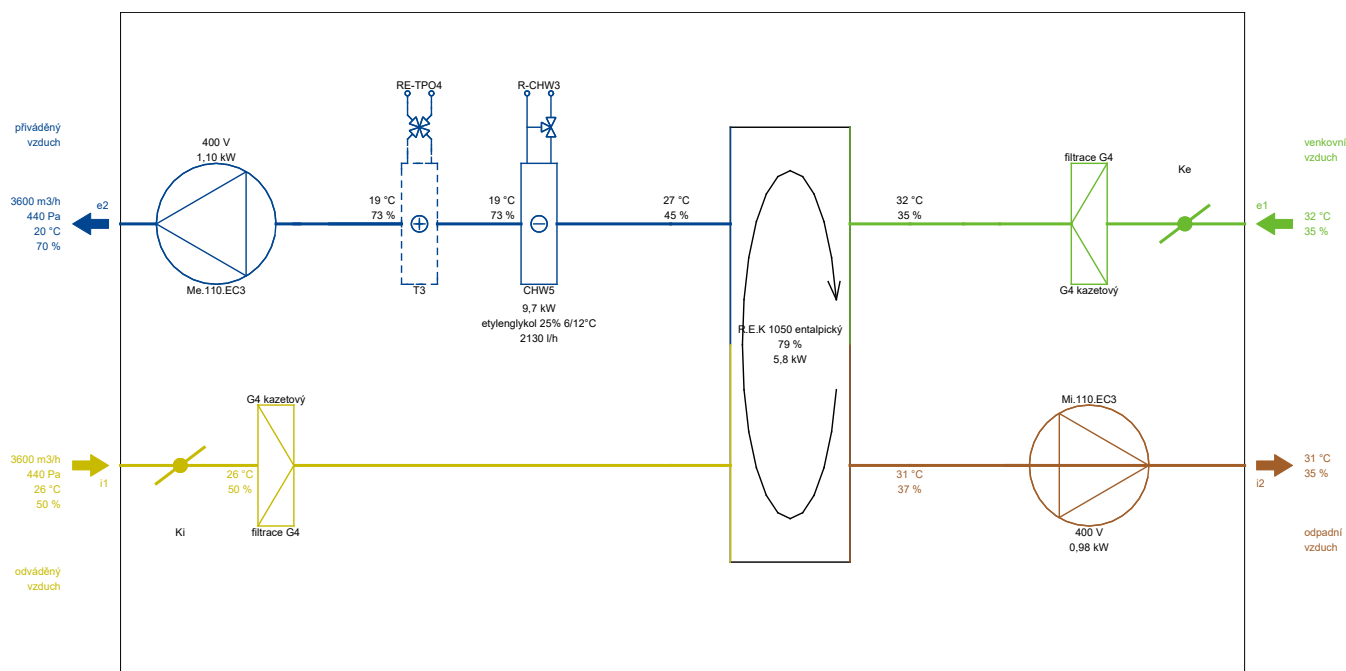 RE-TPO4
R-CHW3
přiváděný
vzduch
400 V
1,10 kW
venkovní
vzduch
filtrace G4
Ke
3600 m3/h
440 Pa
20 °C
70 %
e2
19 °C
73 %
19 °C
73 %
27 °C
45 %
32 °C
35 %
e1
32 °C
35 %
Me.110.EC3
T3
CHW5
G4 kazetový
9,7 kW
etylenglykol 25% 6/12°C
2130 l/h
R.E.K 1050 entalpický
79 %
5,8 kW
G4 kazetový
Mi.110.EC3
3600 m3/h
440 Pa
26 °C
50 %
i1
26 °C
50 %
31 °C
37 %
31 °C
35 %
i2
Ki
filtrace G4
400 V
0,98 kW
odpadní
vzduch
odváděný
vzduch